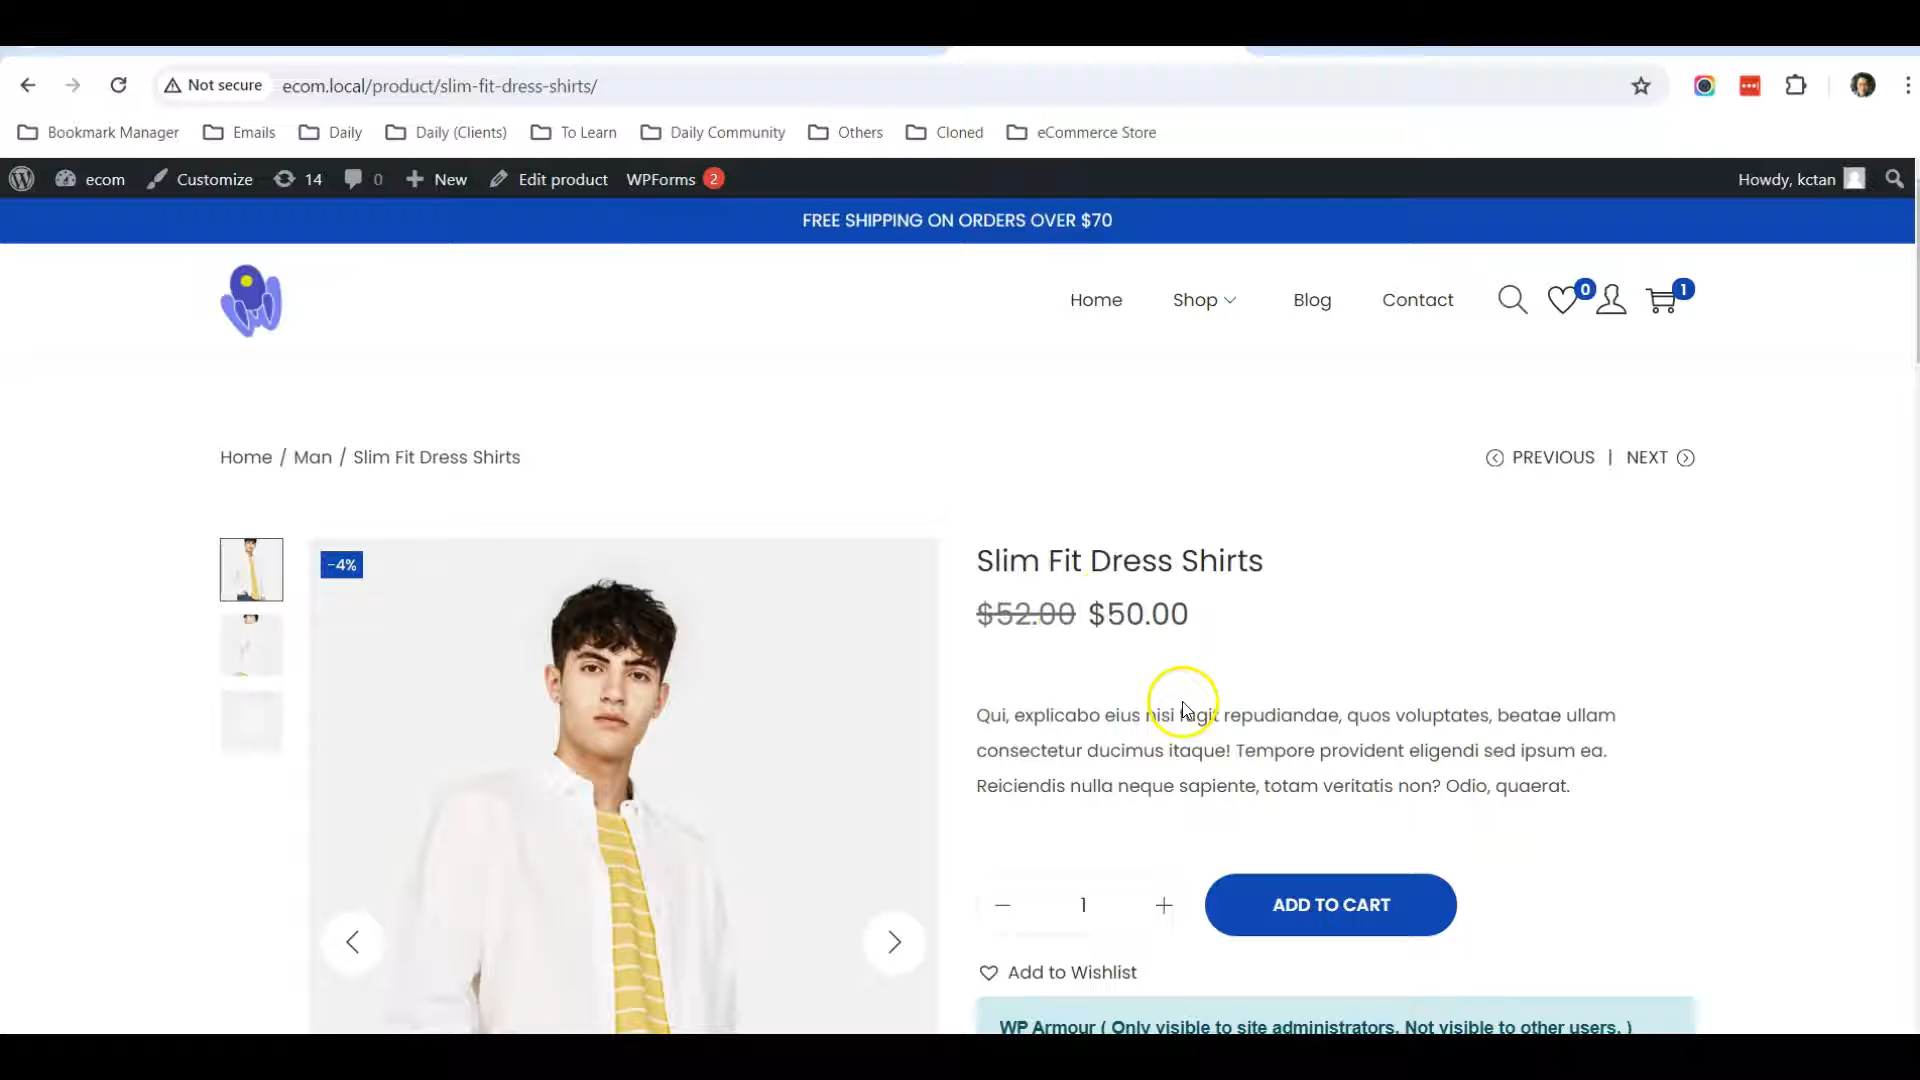 Not secure ecom.local/product/slim-fit-dress-shirts/
Bookmark Manager Emails Daily Daily (Clients) To Learn Daily Community Others Cloned eCommerce Store
ecom Customize 14 0 New Edit product WPForms 2 Howdy, kctan
FREE SHIPPING ON ORDERS OVER $70
Home Shop Blog Contact 0 1
Home / Man / Slim Fit Dress Shirts PREVIOUS | NEXT
-4%
Slim Fit Dress Shirts
$52.00 $50.00
Qui, explicabo eius nisi fugit repudiandae, quos voluptates, beatae ullam
consectetur ducimus itaque! Tempore provident eligendi sed ipsum ea.
Reiciendis nulla neque sapiente, totam veritatis non? Odio, quaerat.
1 ADD TO CART
Add to Wishlist
WP Armour ( Only visible to site administrators. Not visible to other users. )